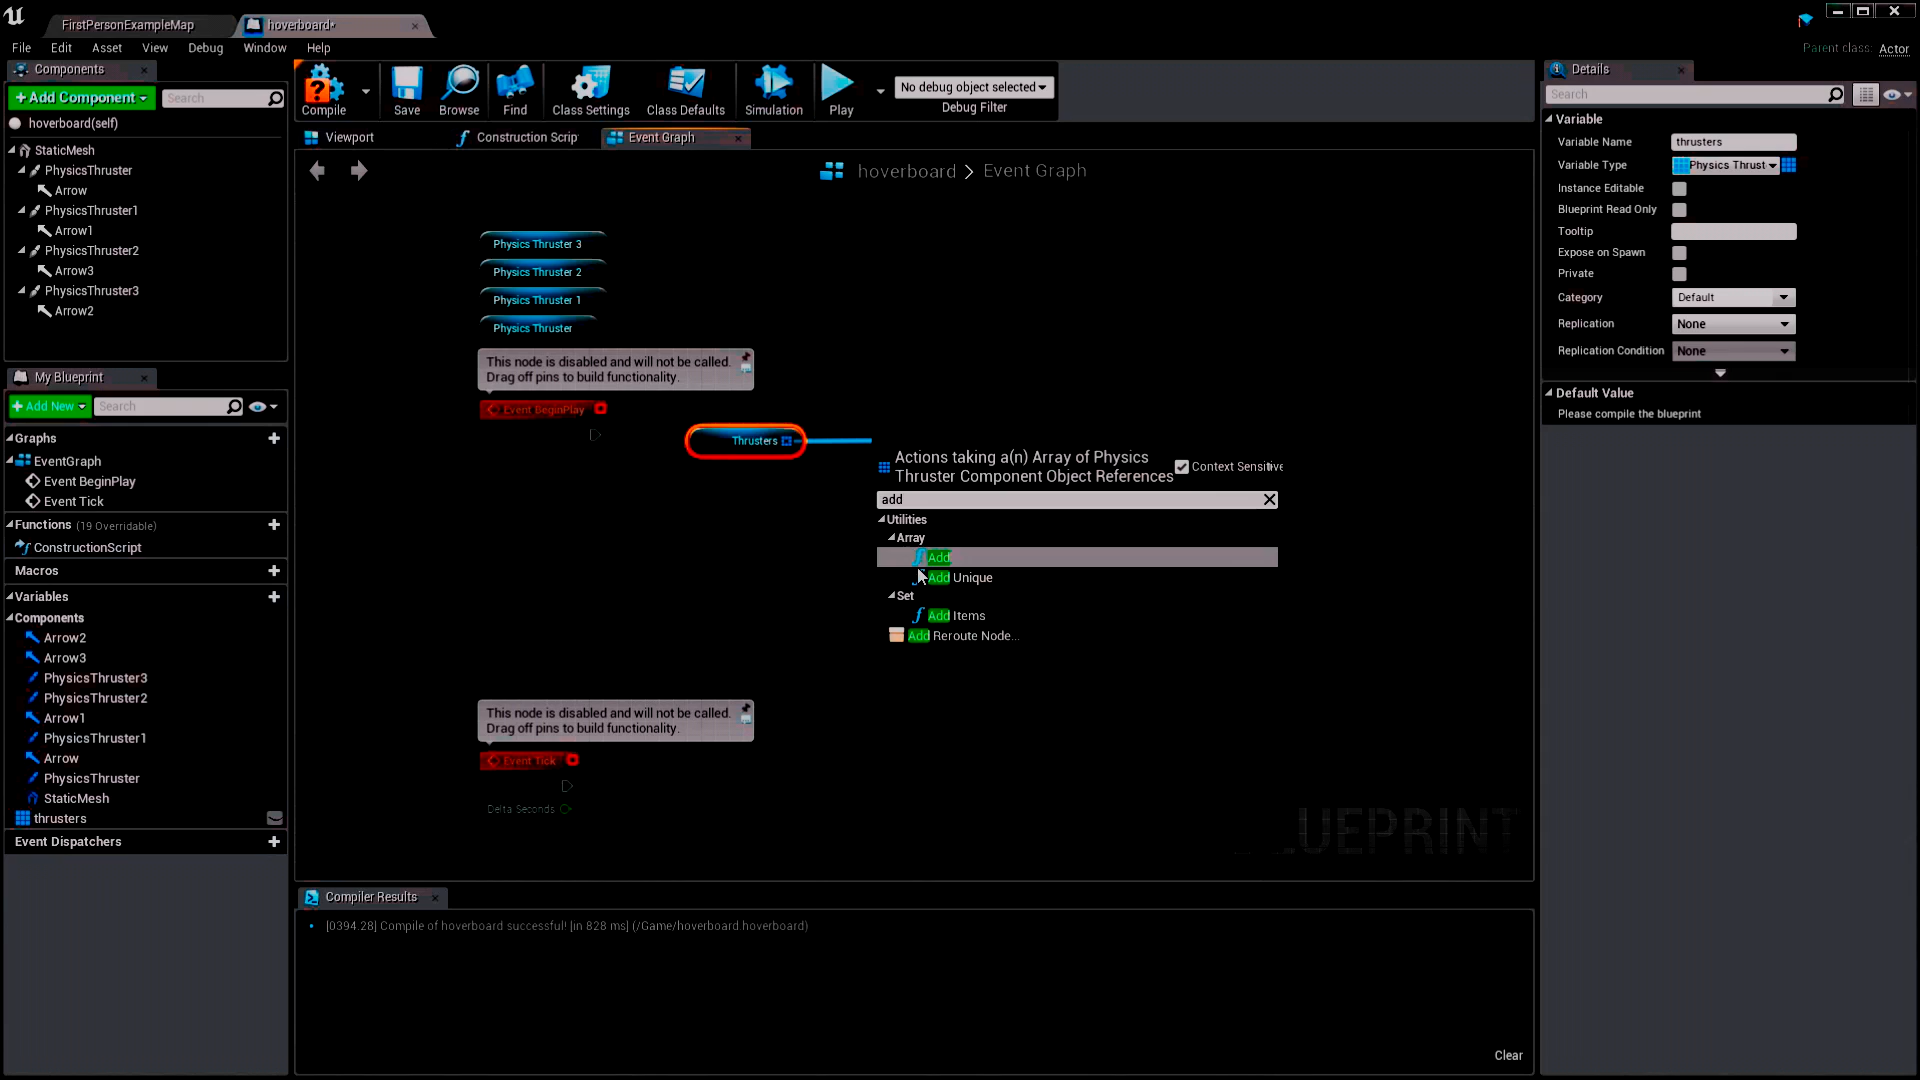 FirstPersonExampleMap
hoverboard*
File Edit Asset View Debug Window Help
Parent class: Actor
Components
+ Add Component
Search
hoverboard(self)
StaticMesh
PhysicsThruster
Arrow
PhysicsThruster1
Arrow1
PhysicsThruster2
Arrow3
PhysicsThruster3
Arrow2
My Blueprint
+ Add New
Search
Graphs
EventGraph
Event BeginPlay
Event Tick
Functions (19 Overridable)
ConstructionScript
Macros
Variables
Components
Arrow2
Arrow3
PhysicsThruster3
PhysicsThruster2
Arrow1
PhysicsThruster1
Arrow
PhysicsThruster
StaticMesh
thrusters
Event Dispatchers
Compile
Save
Browse
Find
Class Settings
Class Defaults
Simulation
Play
No debug object selected
Debug Filter
Viewport
Construction Scrip
Event Graph
hoverboard > Event Graph
Physics Thruster 3
Physics Thruster 2
Physics Thruster 1
Physics Thruster
This node is disabled and will not be called.
Drag off pins to build functionality.
Event BeginPlay
Thrusters
Actions taking a(n) Array of Physics
Thruster Component Object References
Context Sensitive
add
Utilities
Array
Add
Add Unique
Set
Add Items
Add Reroute Node...
This node is disabled and will not be called.
Drag off pins to build functionality.
Event Tick
Delta Seconds
Compiler Results
[0394.28] Compile of hoverboard successful! [in 828 ms] (/Game/hoverboard.hoverboard)
Clear
Details
Search
Variable
Variable Name thrusters
Variable Type Physics Thrust
Instance Editable
Blueprint Read Only
Tooltip
Expose on Spawn
Private
Category Default
Replication None
Replication Condition None
Default Value
Please compile the blueprint